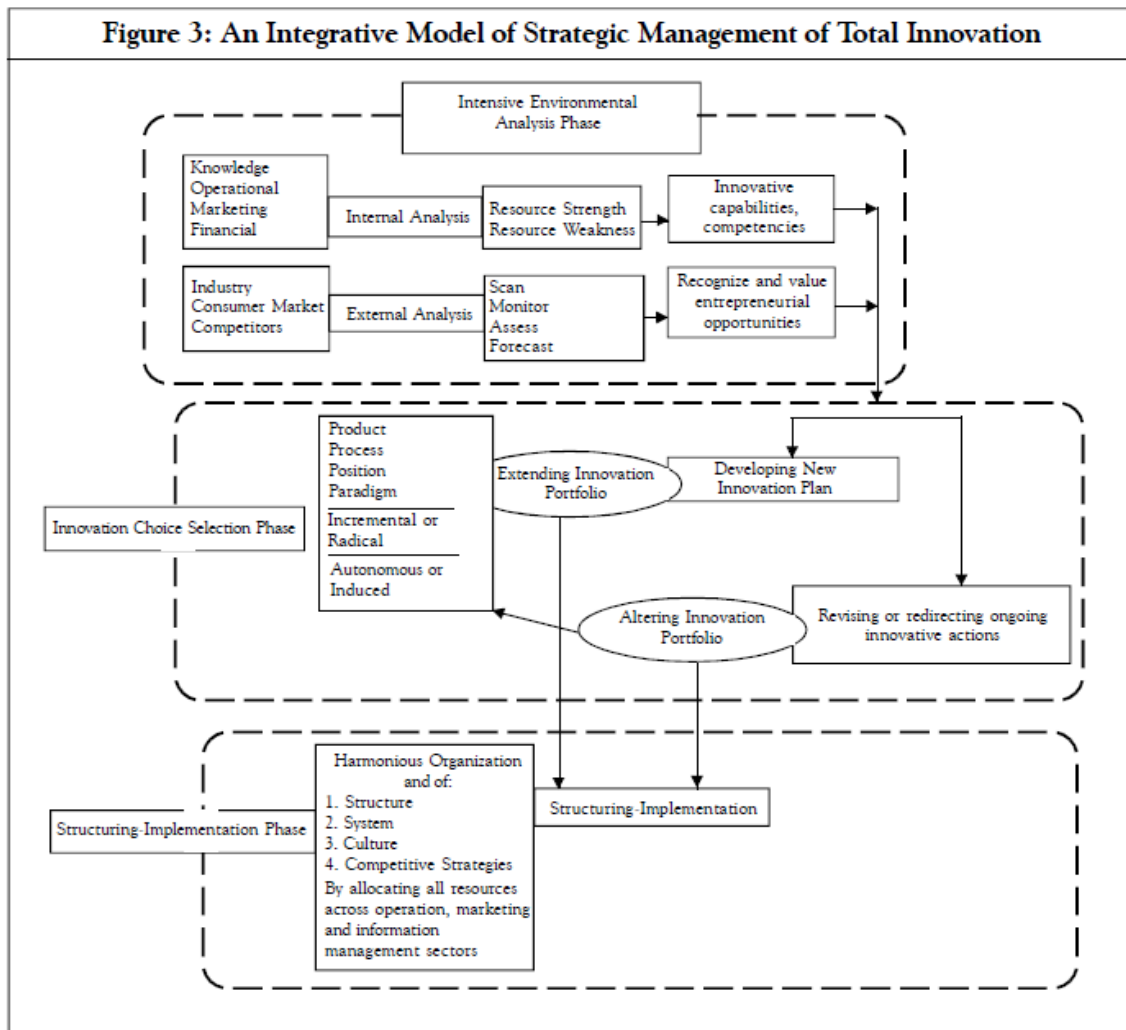 Figure 3: An Integrative Model of Strategic Management of Total Innovation
Intensive Environmental
Analysis Phase
Knowledge
Operational
Marketing
Financial
Internal Analysis
Resource Strength
Resource Weakness
Innovative
capabilities,
competencies
Industry
Consumer Market
Competitors
External Analysis
Scan
Monitor
Assess
Forecast
Recognize and value
entrepreneurial
opportunities
Innovation Choice Selection Phase
Product
Process
Position
Paradigm
Incremental or
Radical
Autonomous or
Induced
Extending Innovation
Portfolio
Developing New
Innovation Plan
Altering Innovation
Portfolio
Revising or redirecting ongoing
innovative actions
Structuring-Implementation Phase
Harmonious Organization
and of:
1. Structure
2. System
3. Culture
4. Competitive Strategies
By allocating all resources
across operation, marketing
and information
management sectors
Structuring-Implementation